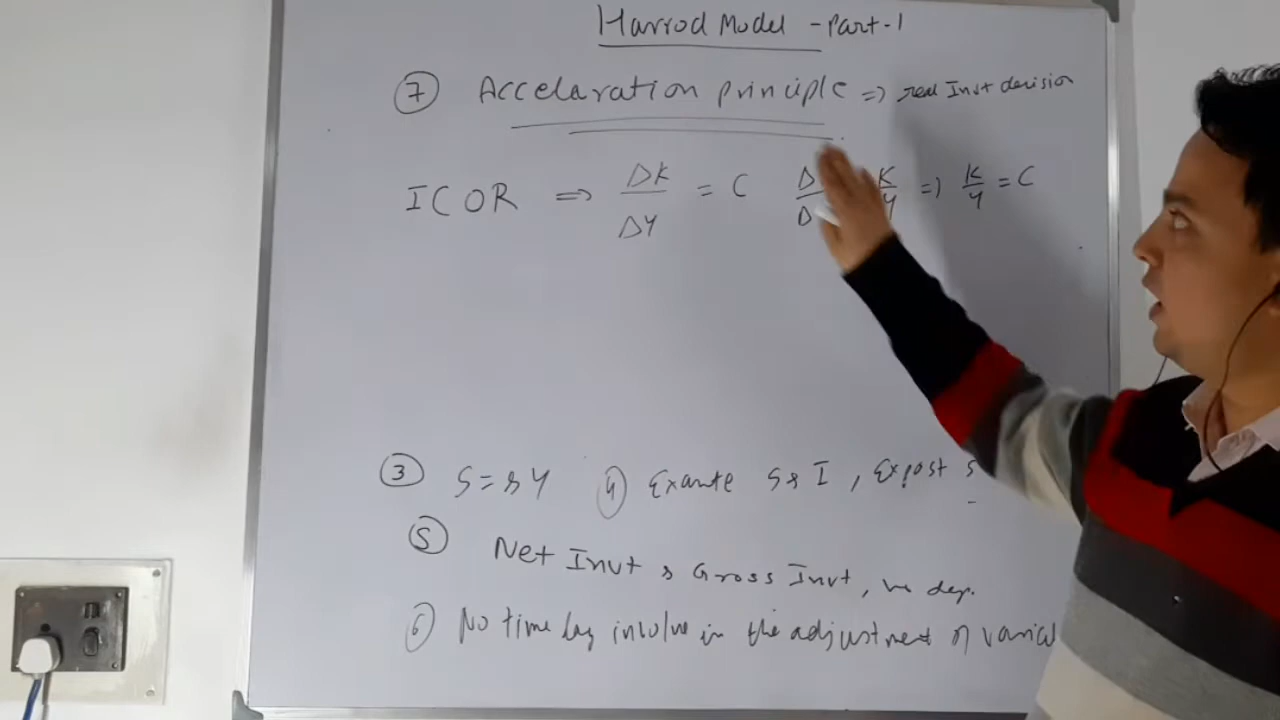 Harrod Model - Part-1
7 Accelaration principle => real Invt decision
ICOR => ΔK/ΔY = C Δ Δ K/Y => K/Y = C
3 S = sY 4 Exante S & I, Expost S
5 Net Invt & Gross Invt, no dep.
6 No time lag involve in the adjustment of variab